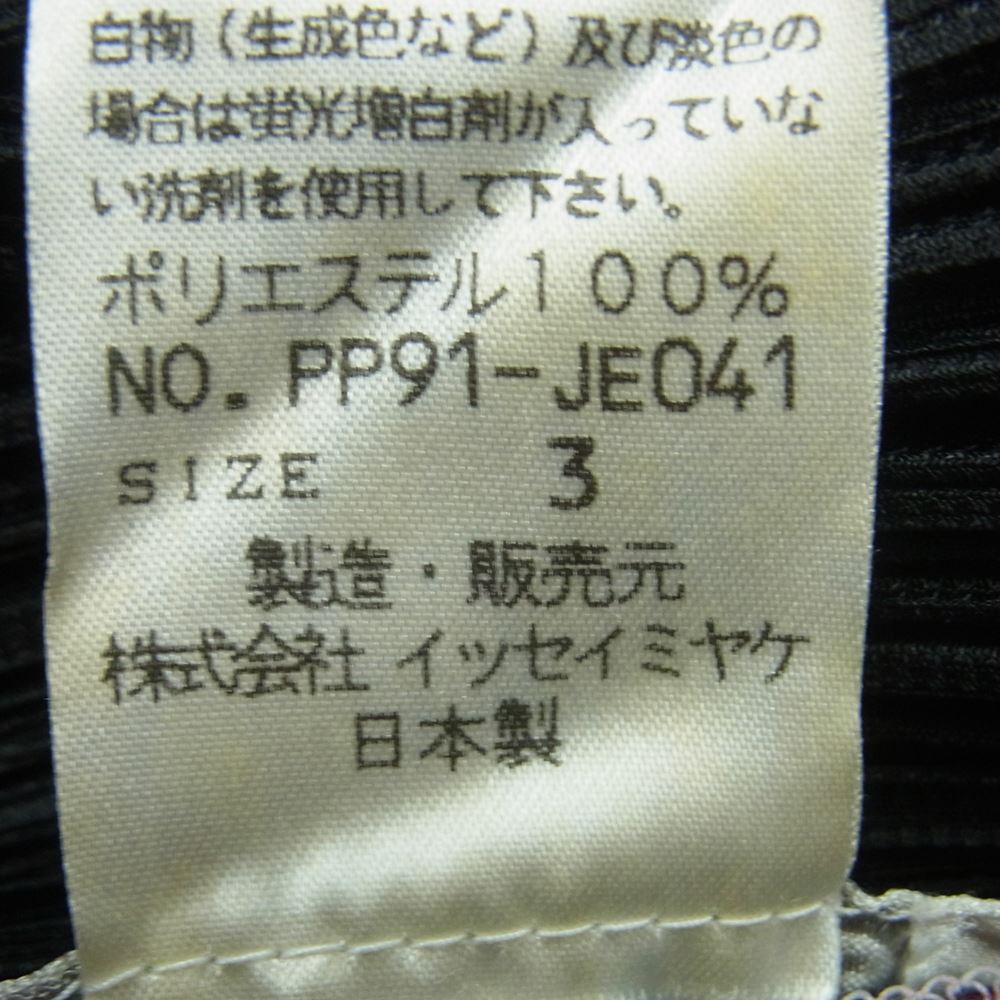 白物（生成色など）及び淡色の
場合は蛍光増白剤が入っていな
い洗剤を使用して下さい。
ポリエステル100%
NO. PP91-JE041
SIZE 3
製造・販売元
株式会社 イッセイミヤケ
日本製